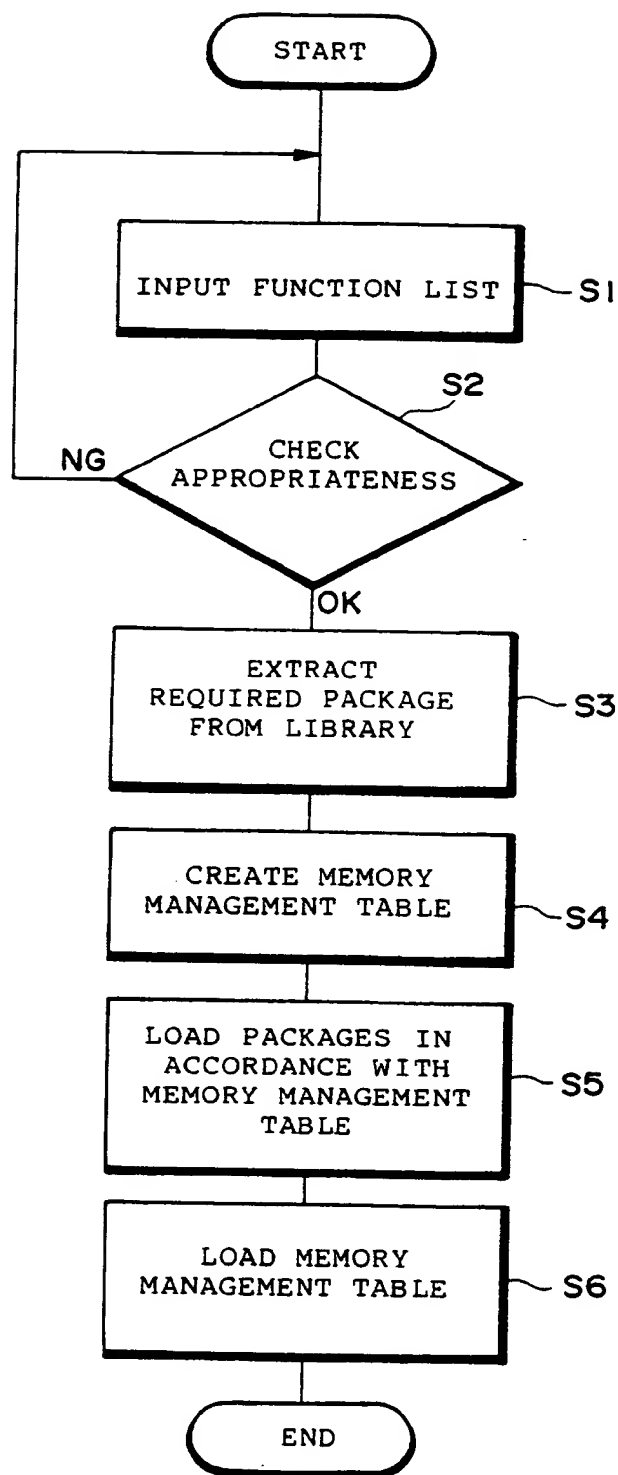 START
INPUT FUNCTION LIST
S1
S2
CHECK
APPROPRIATENESS
NG
OK
EXTRACT
REQUIRED PACKAGE
FROM LIBRARY
S3
CREATE MEMORY
MANAGEMENT TABLE
S4
LOAD PACKAGES IN
ACCORDANCE WITH
MEMORY MANAGEMENT
TABLE
S5
LOAD MEMORY
MANAGEMENT TABLE
S6
END